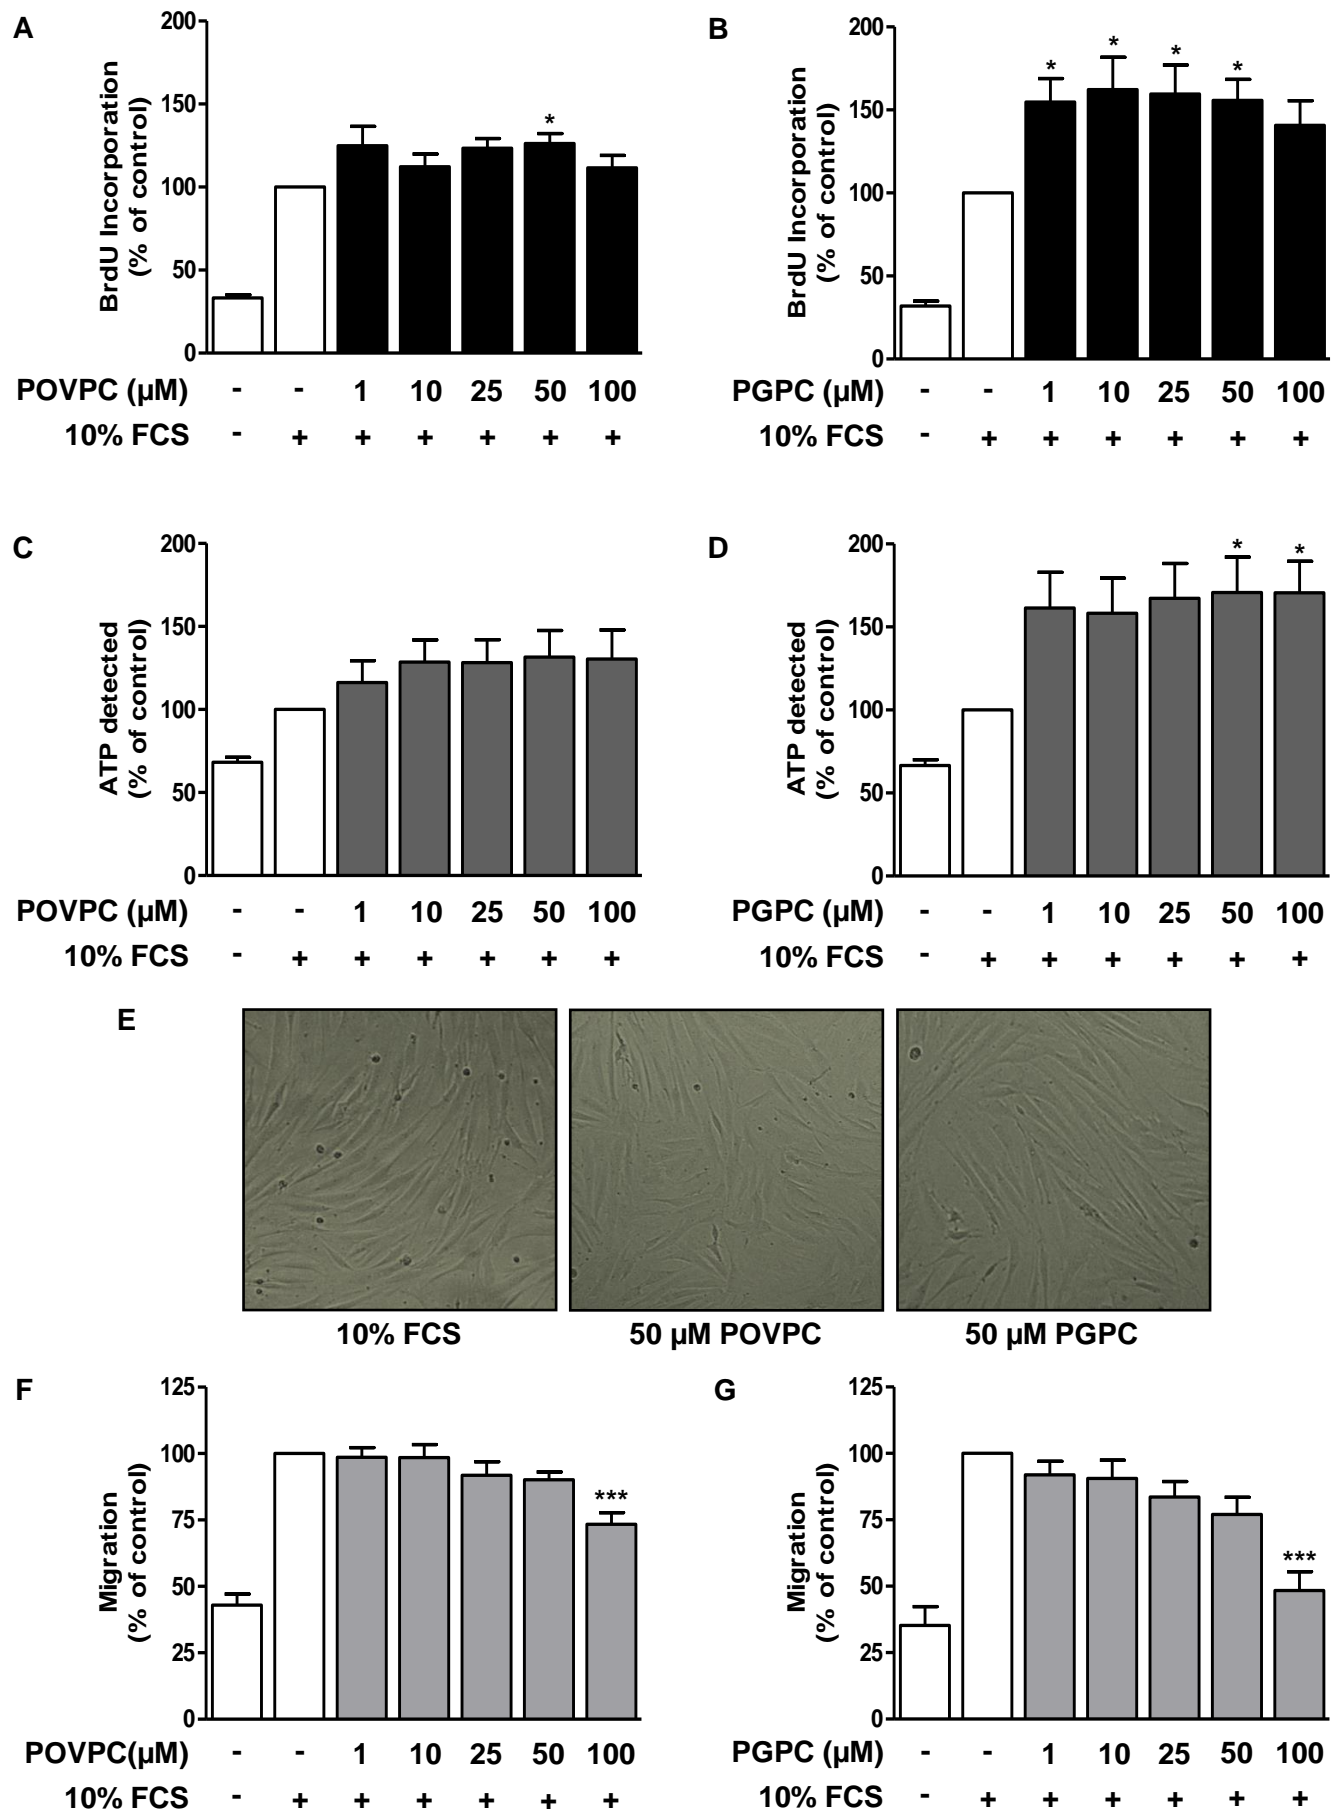 A
200
150
100
50
0
BrdU Incorporation
(% of control)
*
POVPC (µM) - - 1 10 25 50 100
10% FCS - + + + + + +
B
200
150
100
50
0
BrdU Incorporation
(% of control)
* * * *
PGPC (µM) - - 1 10 25 50 100
10% FCS - + + + + + +
C
200
150
100
50
0
ATP detected
(% of control)
POVPC (µM) - - 1 10 25 50 100
10% FCS - + + + + + +
D
200
150
100
50
0
ATP detected
(% of control)
* *
PGPC (µM) - - 1 10 25 50 100
10% FCS - + + + + + +
E
10% FCS
50 µM POVPC
50 µM PGPC
F
125
100
75
50
25
0
Migration
(% of control)
***
POVPC(µM) - - 1 10 25 50 100
10% FCS - + + + + + +
G
125
100
75
50
25
0
Migration
(% of control)
***
PGPC (µM) - - 1 10 25 50 100
10% FCS - + + + + + +